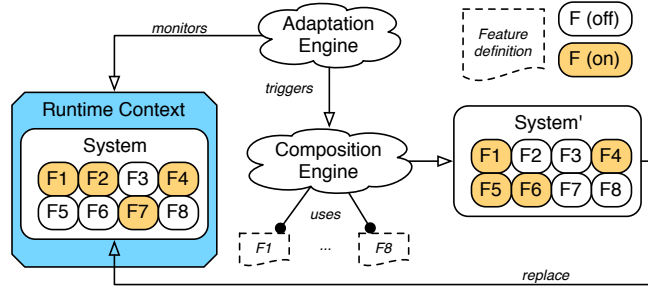 monitors
Adaptation
Engine
Feature
definition
F (off)
F (on)
triggers
Runtime Context
System
F1 F2 F3 F4
F5 F6 F7 F8
Composition
Engine
System'
F1 F2 F3 F4
F5 F6 F7 F8
uses
F1 ... F8
replace